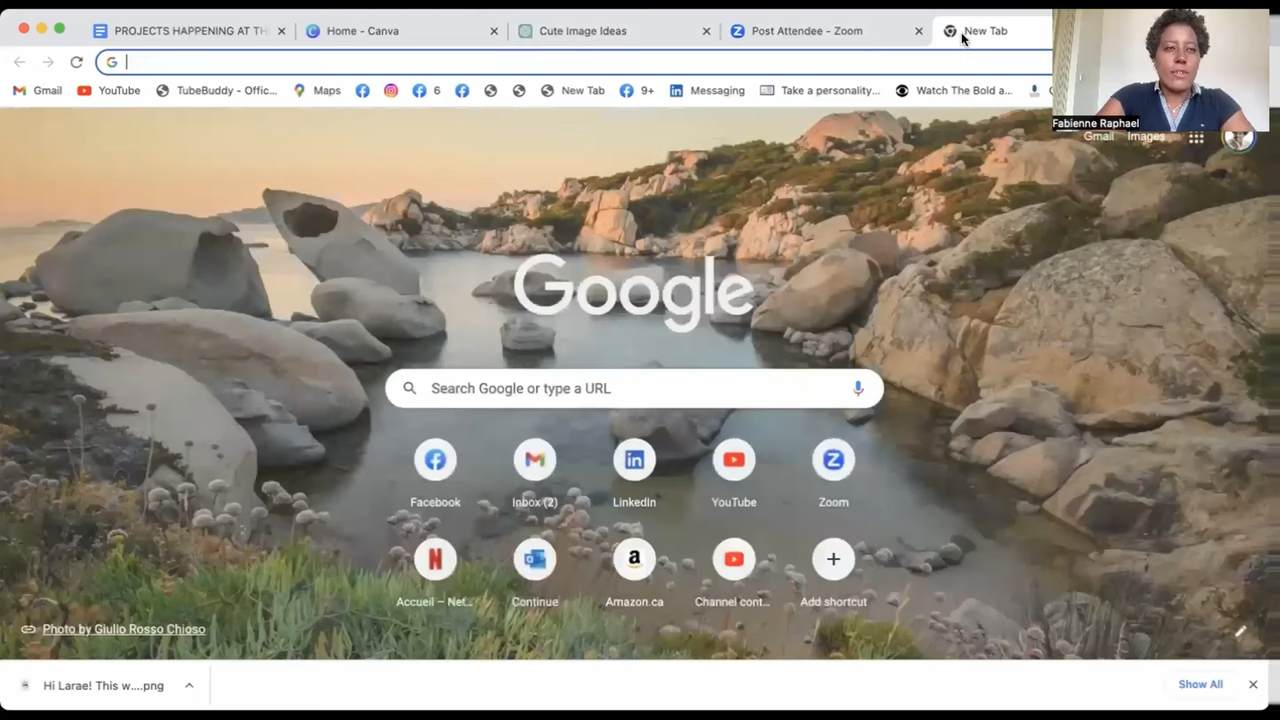 PROJECTS HAPPENING AT TH
Home - Canva
Cute Image Ideas
Post Attendee - Zoom
New Tab
Gmail
YouTube
TubeBuddy - Offic...
Maps
6
New Tab
9+
Messaging
Take a personality...
Watch The Bold a...
Fabienne Raphael
Gmail
Images
Google
Search Google or type a URL
Facebook
Inbox (2)
LinkedIn
YouTube
Zoom
Accueil – Net...
Continue
Amazon.ca
Channel cont...
Add shortcut
Photo by Giulio Rosso Chioso
Hi Larae! This w....png
Show All